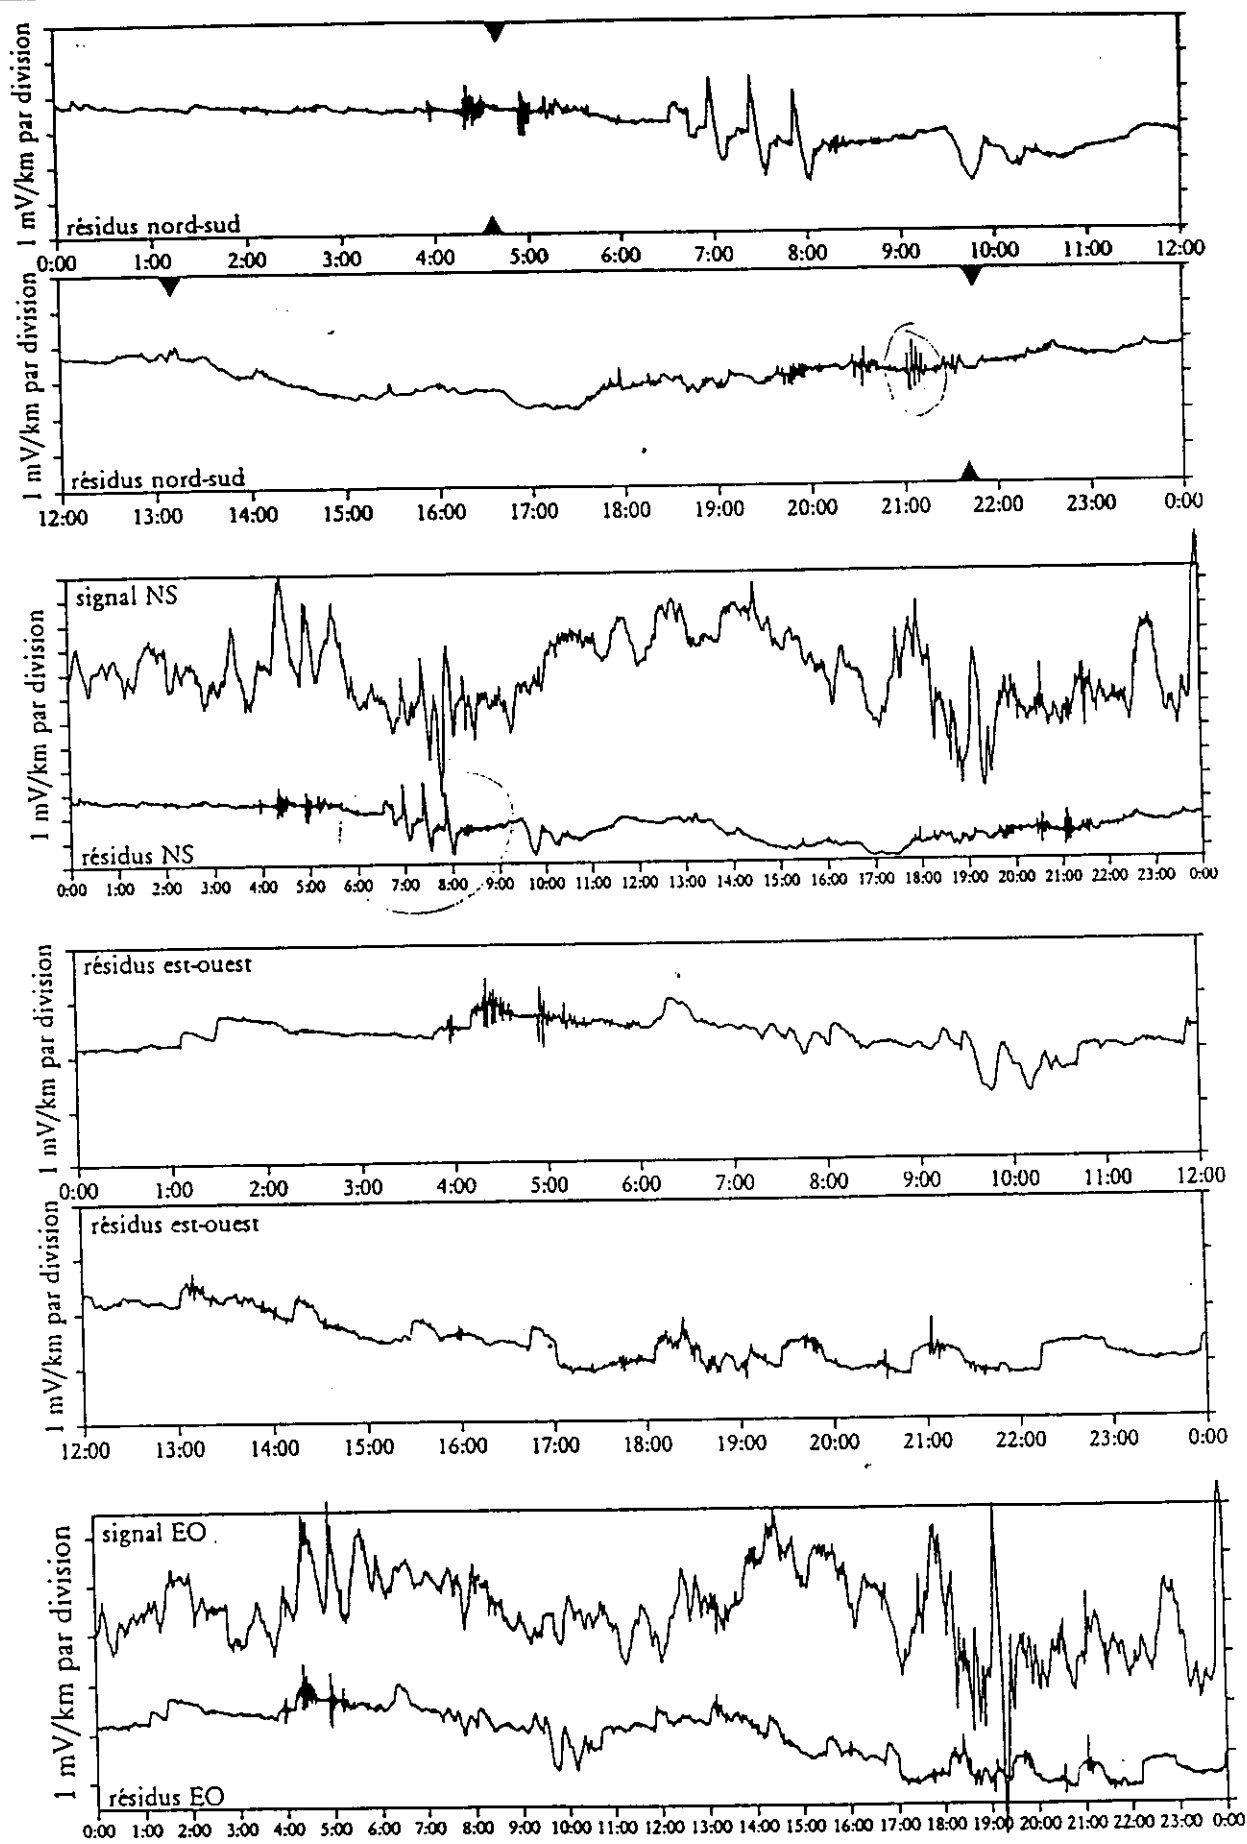 1 mV/km par division
résidus nord-sud
0:00 1:00 2:00 3:00 4:00 5:00 6:00 7:00 8:00 9:00 10:00 11:00 12:00
1 mV/km par division
résidus nord-sud
12:00 13:00 14:00 15:00 16:00 17:00 18:00 19:00 20:00 21:00 22:00 23:00 0:00
signal NS
1 mV/km par division
résidus NS
0:00 1:00 2:00 3:00 4:00 5:00 6:00 7:00 8:00 9:00 10:00 11:00 12:00 13:00 14:00 15:00 16:00 17:00 18:00 19:00 20:00 21:00 22:00 23:00 0:00
résidus est-ouest
1 mV/km par division
0:00 1:00 2:00 3:00 4:00 5:00 6:00 7:00 8:00 9:00 10:00 11:00 12:00
résidus est-ouest
1 mV/km par division
12:00 13:00 14:00 15:00 16:00 17:00 18:00 19:00 20:00 21:00 22:00 23:00 0:00
signal EO
1 mV/km par division
résidus EO
0:00 1:00 2:00 3:00 4:00 5:00 6:00 7:00 8:00 9:00 10:00 11:00 12:00 13:00 14:00 15:00 16:00 17:00 18:00 19:00 20:00 21:00 22:00 23:00 0:00